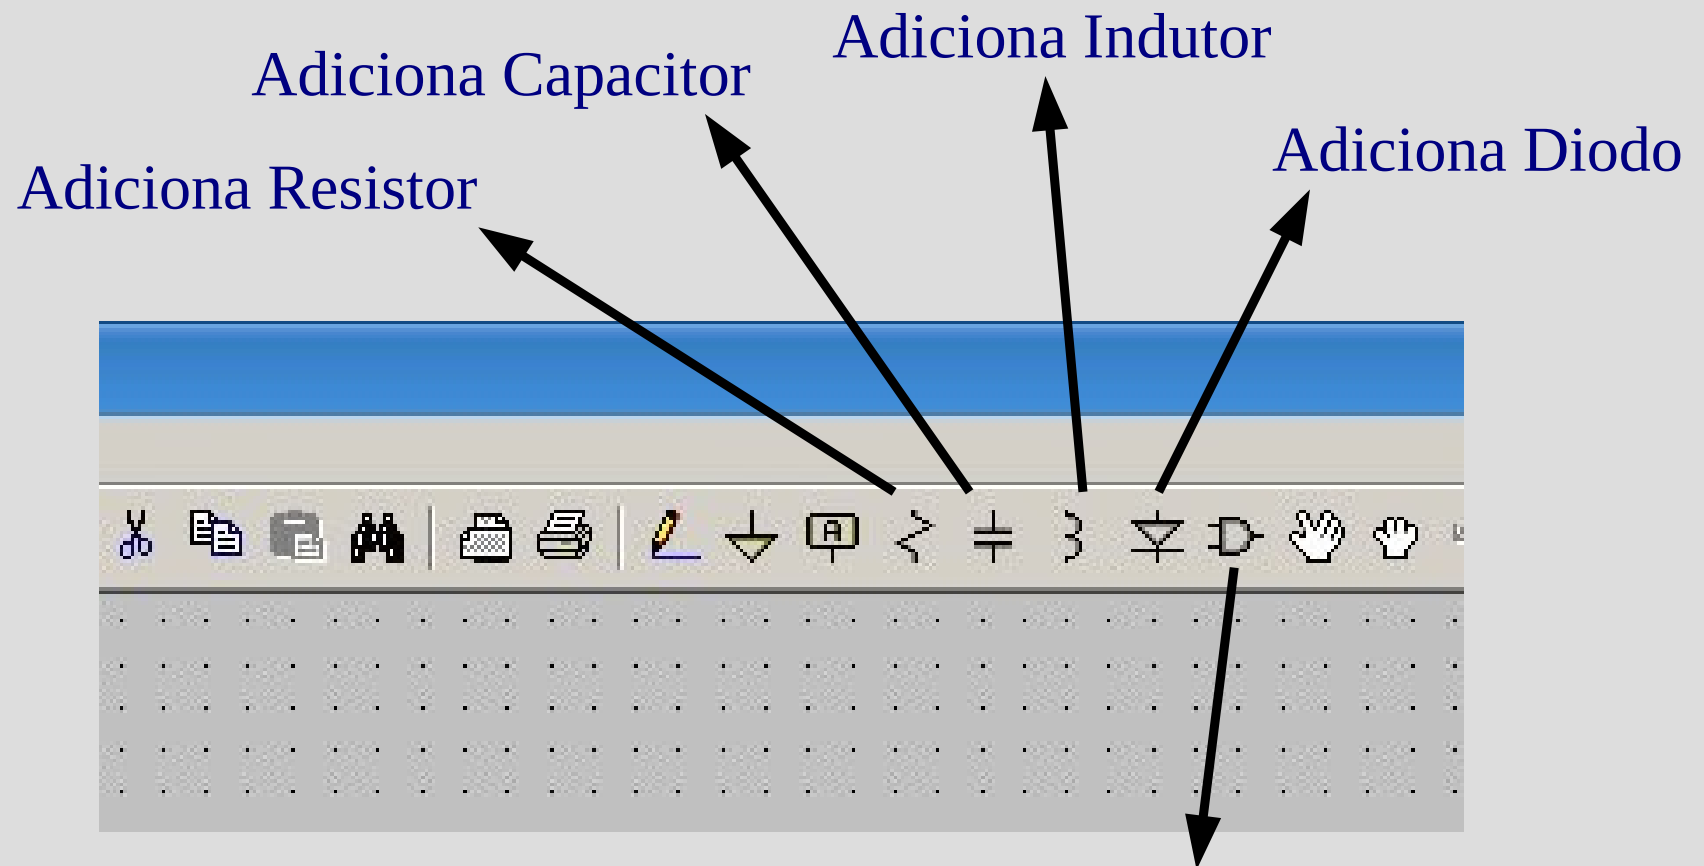 Adiciona Indutor
Adiciona Capacitor
Adiciona Diodo
Adiciona Resistor
A